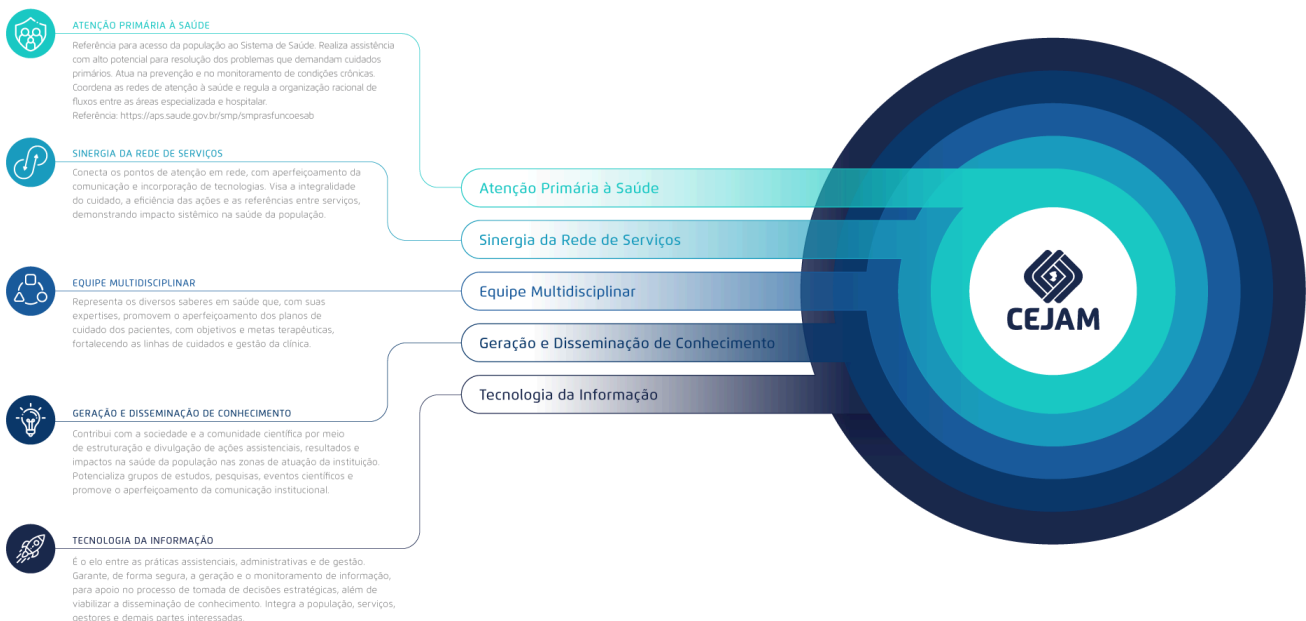 ATENÇÃO PRIMÁRIA À SAÚDE
Referência para acesso da população ao Sistema de Saúde. Realiza assistência
com alto potencial para resolução dos problemas que demandam cuidados
primários. Atua na prevenção e no monitoramento de condições crônicas.
Coordena as redes de atenção à saúde e regula a organização racional de
fluxos entre as áreas especializada e hospitalar.
Referência: https://aps.saude.gov.br/smp/smprasfuncoesab
SINERGIA DA REDE DE SERVIÇOS
Conecta os pontos de atenção em rede, com aperfeiçoamento da
comunicação e incorporação de tecnologias. Visa a integralidade
do cuidado, a eficiência das ações e as referências entre serviços,
demonstrando impacto sistêmico na saúde da população.
EQUIPE MULTIDISCIPLINAR
Representa os diversos saberes em saúde que, com suas
expertises, promovem o aperfeiçoamento dos planos de
cuidado dos pacientes, com objetivos e metas terapêuticas,
fortalecendo as linhas de cuidados e gestão da clínica.
GERAÇÃO E DISSEMINAÇÃO DE CONHECIMENTO
Contribui com a sociedade e a comunidade científica por meio
de estruturação e divulgação de ações assistenciais, resultados e
impactos na saúde da população nas zonas de atuação da instituição.
Potencializa grupos de estudos, pesquisas, eventos científicos e
promove o aperfeiçoamento da comunicação institucional.
TECNOLOGIA DA INFORMAÇÃO
É o elo entre as práticas assistenciais, administrativas e de gestão.
Garante, de forma segura, a geração e o monitoramento de informação,
para apoio no processo de tomada de decisões estratégicas, além de
viabilizar a disseminação de conhecimento. Integra a população, serviços,
gestores e demais partes interessadas.
Atenção Primária à Saúde
Sinergia da Rede de Serviços
Equipe Multidisciplinar
Geração e Disseminação de Conhecimento
Tecnologia da Informação
CEJAM